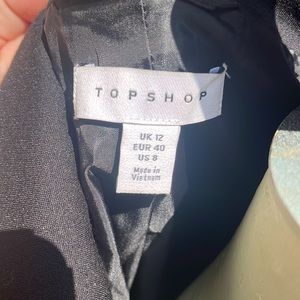 TOPSHOP
UK 12
EUR 40
US 8
Made in
Vietnam